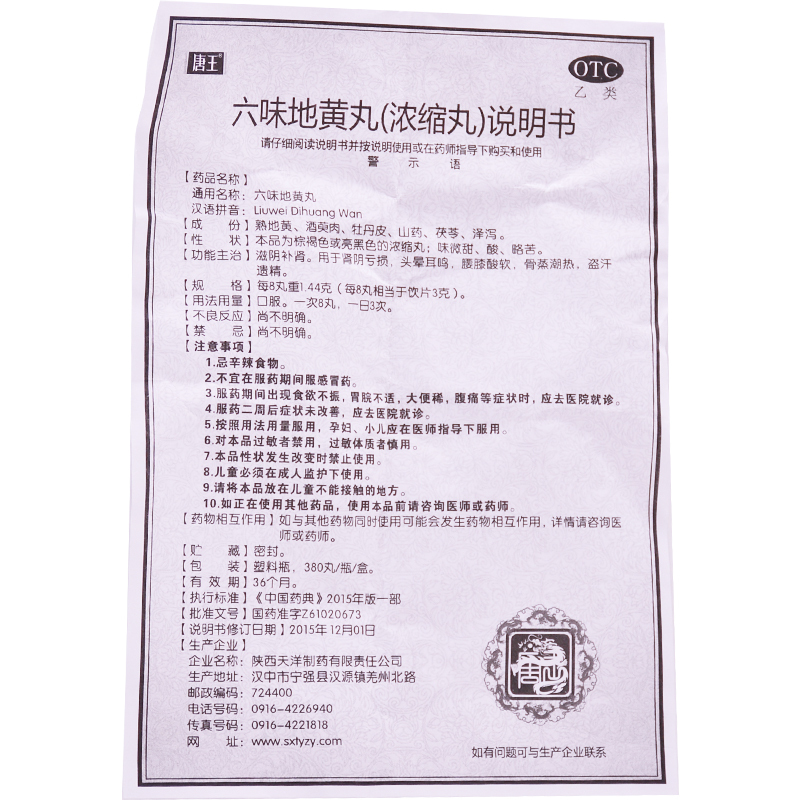 唐王®
OTC
乙类
六味地黄丸(浓缩丸)说明书
请仔细阅读说明书并按说明使用或在药师指导下购买和使用
警示语
【药品名称】
通用名称：六味地黄丸
汉语拼音：Liuwei Dihuang Wan
【成份】熟地黄、酒萸肉、牡丹皮、山药、茯苓、泽泻。
【性状】本品为棕褐色或亮黑色的浓缩丸；味微甜、酸、略苦。
【功能主治】滋阴补肾。用于肾阴亏损，头晕耳鸣，腰膝酸软，骨蒸潮热，盗汗
遗精。
【规格】每8丸重1.44克（每8丸相当于饮片3克）。
【用法用量】口服。一次8丸，一日3次。
【不良反应】尚不明确。
【禁忌】尚不明确。
【注意事项】
1.忌辛辣食物。
2.不宜在服药期间服感冒药。
3.服药期间出现食欲不振，胃脘不适，大便稀，腹痛等症状时，应去医院就诊。
4.服药二周后症状未改善，应去医院就诊。
5.按照用法用量服用，孕妇、小儿应在医师指导下服用。
6.对本品过敏者禁用，过敏体质者慎用。
7.本品性状发生改变时禁止使用。
8.儿童必须在成人监护下使用。
9.请将本品放在儿童不能接触的地方。
10.如正在使用其他药品，使用本品前请咨询医师或药师。
【药物相互作用】如与其他药物同时使用可能会发生药物相互作用，详情请咨询医
师或药师。
【贮藏】密封。
【包装】塑料瓶，380丸/瓶/盒。
【有效期】36个月。
【执行标准】《中国药典》2015年版一部
【批准文号】国药准字Z61020673
【说明书修订日期】2015年12月01日
【生产企业】
企业名称：陕西天洋制药有限责任公司
生产地址：汉中市宁强县汉源镇羌州北路
邮政编码：724400
电话号码：0916-4226940
传真号码：0916-4221818
网址：www.sxtyzy.com
如有问题可与生产企业联系